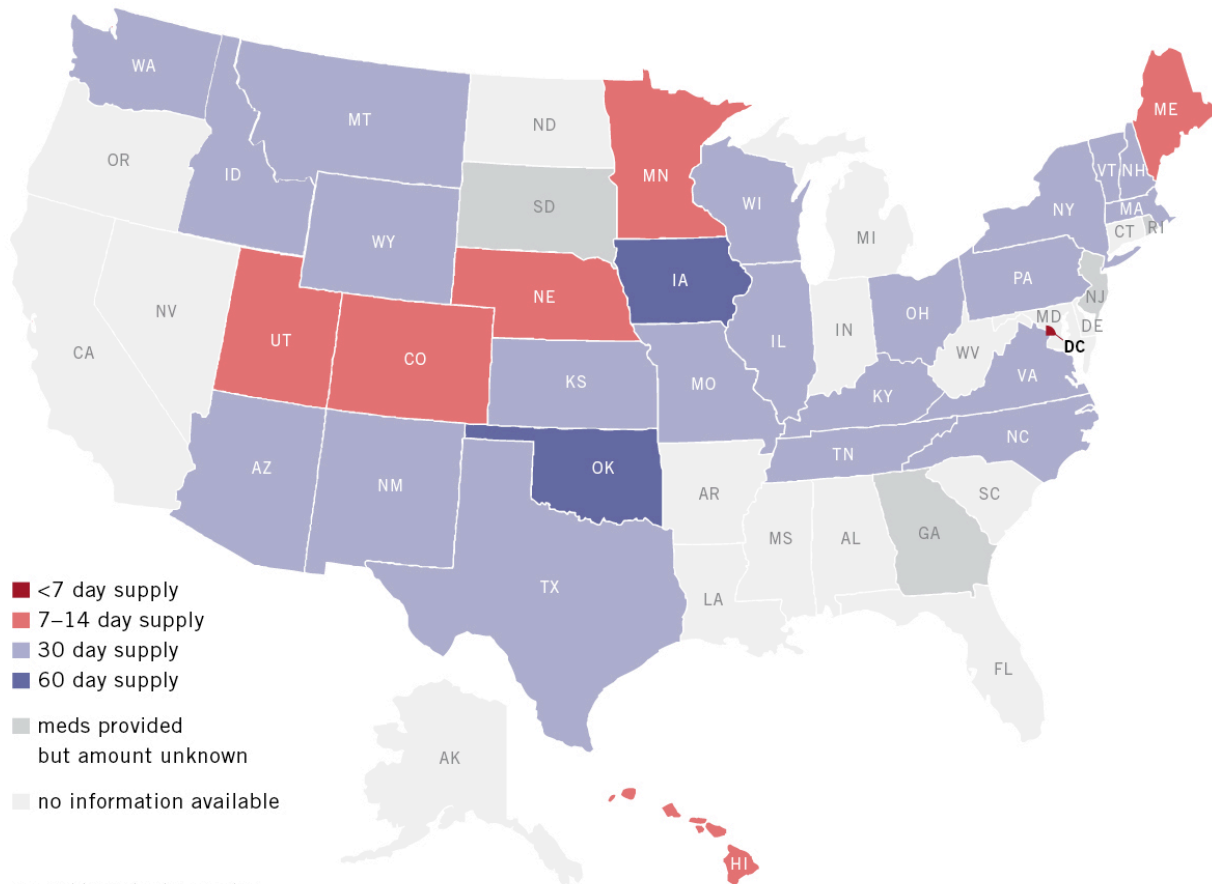 WA
MT
ND
ME
OR
ID
MN
VT
NH
SD
WI
NY
MA
WY
MI
CT
RI
IA
PA
NE
NJ
NV
OH
MD
DE
UT
IN
IL
DC
CA
CO
WV
KS
MO
VA
KY
NC
TN
AZ
OK
NM
AR
SC
GA
MS
AL
TX
LA
<7 day supply
7–14 day supply
30 day supply
60 day supply
FL
meds provided
but amount unknown
AK
no information available
HI